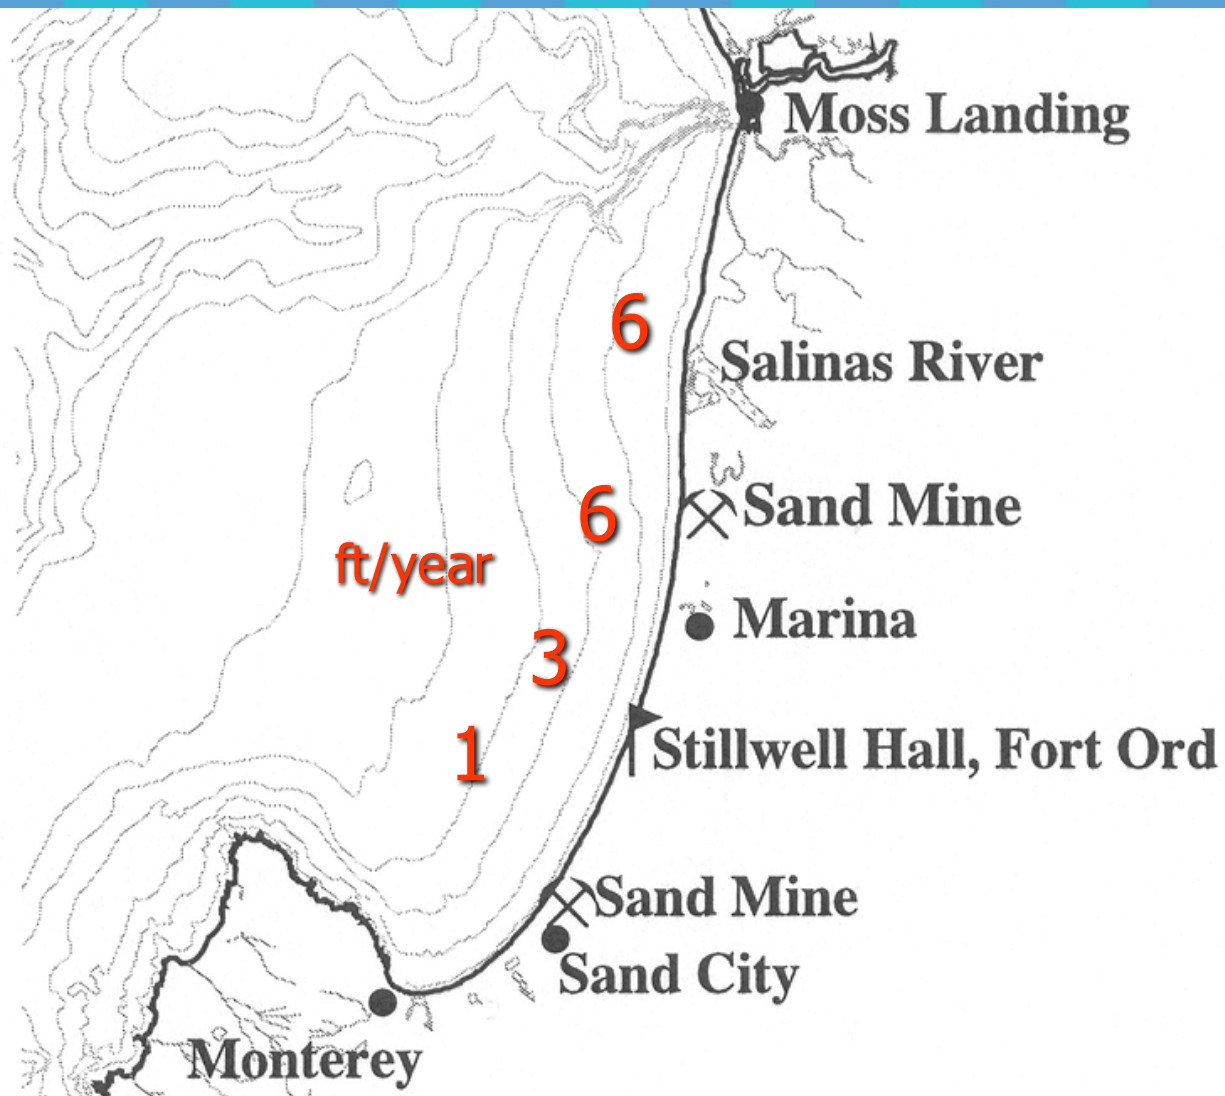 Moss Landing
6
Salinas River
6
Sand Mine
ft/year
Marina
3
1
Stillwell Hall, Fort Ord
Sand Mine
Sand City
Monterey